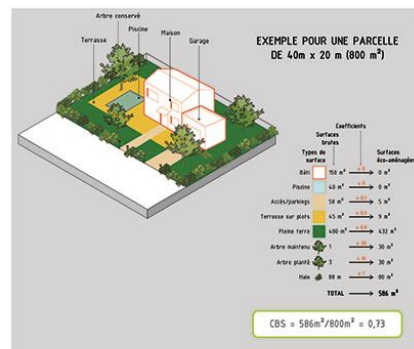 Arbre conservé
Piscine
Terrasse
Maison
Garage
EXEMPLE POUR UNE PARCELLE
DE 40m x 20 m (800 m²)
Coefficients
Surfaces brutes
Types de surface
Surfaces éco-aménagées
Bâti 150 m² 0 m²
Piscine 40 m² 0 m²
Accès/parkings 50 m² 5 m²
Terrasse sur plots 45 m² 9 m²
Pleine terre 432 m²
Arbre maintenu 1 30 m²
Arbre planté 3 30 m²
Haie 80 m 80 m²
TOTAL 586 m²
CBS = 586m²/800m² = 0,73